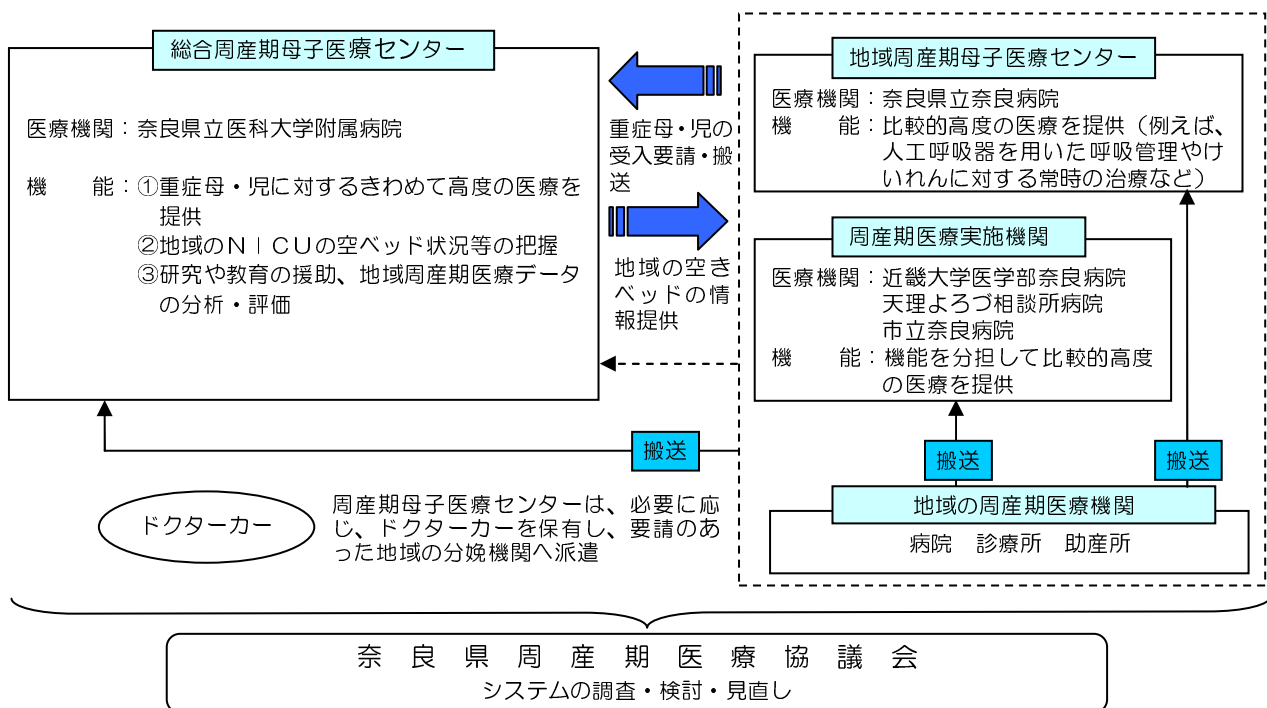 総合周産期母子医療センター
医療機関：奈良県立医科大学附属病院
機　　能：①重症母・児に対するきわめて高度の医療を
提供
②地域のＮＩＣＵの空ベッド状況等の把握
③研究や教育の援助、地域周産期医療データ
の分析・評価
重症母・児の
受入要請・搬
送
地域の空き
ベッドの情
報提供
地域周産期母子医療センター
医療機関：奈良県立奈良病院
機　　能：比較的高度の医療を提供（例えば、
人工呼吸器を用いた呼吸管理やけ
いれんに対する常時の治療など）
周産期医療実施機関
医療機関：近畿大学医学部奈良病院
天理よろづ相談所病院
市立奈良病院
機　　能：機能を分担して比較的高度
の医療を提供
搬送
搬送
搬送
地域の周産期医療機関
病院　診療所　助産所
ドクターカー
周産期母子医療センターは、必要に応
じ、ドクターカーを保有し、要請のあ
った地域の分娩機関へ派遣
奈　良　県　周　産　期　医　療　協　議　会
システムの調査・検討・見直し